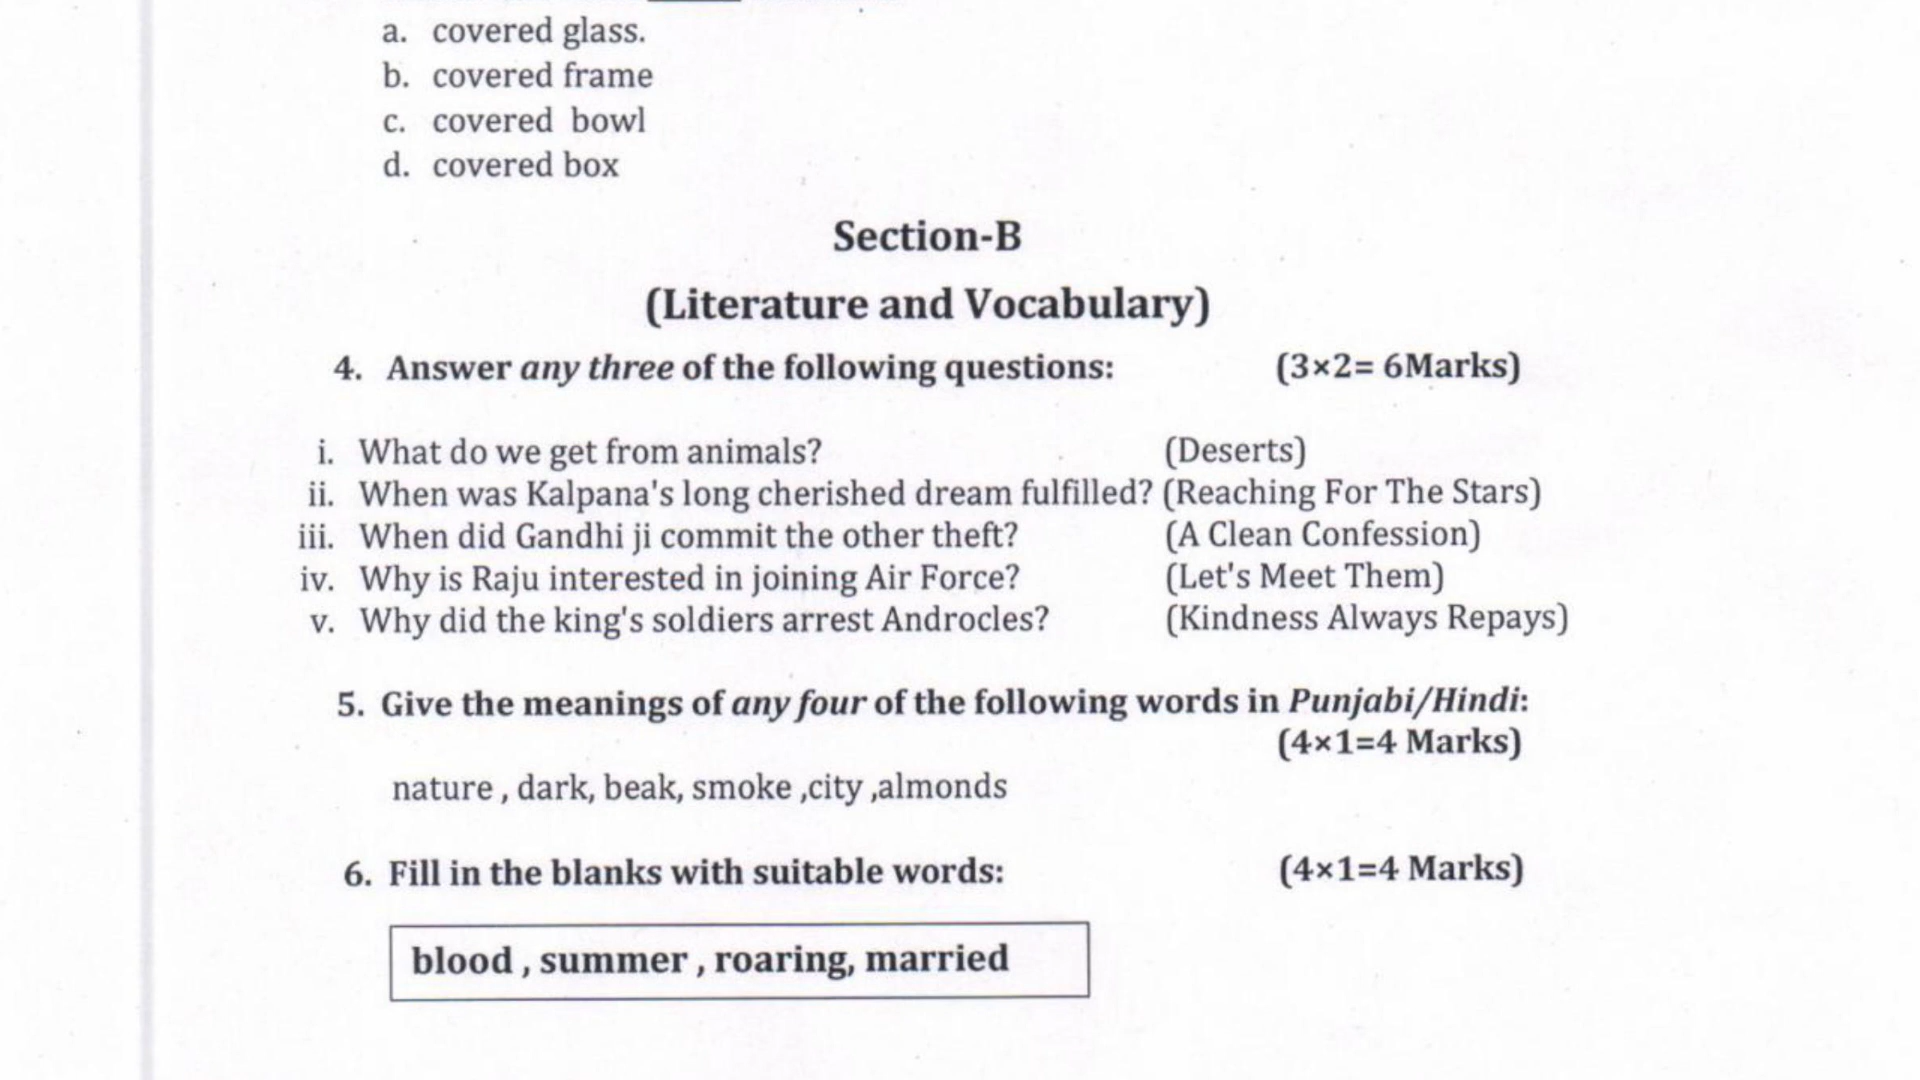 a. covered glass.
b. covered frame
c. covered bowl
d. covered box
Section-B
(Literature and Vocabulary)
4. Answer any three of the following questions: (3×2= 6Marks)
i. What do we get from animals? (Deserts)
ii. When was Kalpana's long cherished dream fulfilled? (Reaching For The Stars)
iii. When did Gandhi ji commit the other theft? (A Clean Confession)
iv. Why is Raju interested in joining Air Force? (Let's Meet Them)
v. Why did the king's soldiers arrest Androcles? (Kindness Always Repays)
5. Give the meanings of any four of the following words in Punjabi/Hindi:
(4×1=4 Marks)
nature , dark, beak, smoke ,city ,almonds
6. Fill in the blanks with suitable words: (4×1=4 Marks)
blood , summer , roaring, married